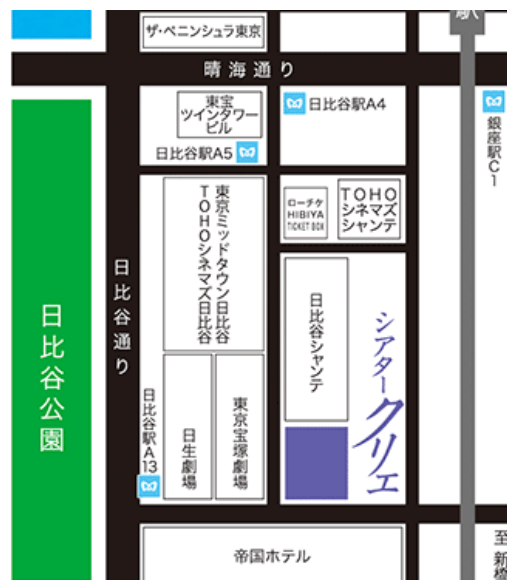 駅
ザ・ペニンシュラ東京
晴海通り
東宝
ツインタワー
ビル
日比谷駅A4
日比谷駅A5
銀座駅C1
ローチケ
HIBIYA
TICKET BOX
TOHO
シネマズ
シャンテ
東京ミッドタウン日比谷
TOHOシネマズ日比谷
日比谷通り
日比谷公園
日比谷シャンテ
シアタークリエ
日比谷駅A13
日生劇場
東京宝塚劇場
帝国ホテル
至新橋